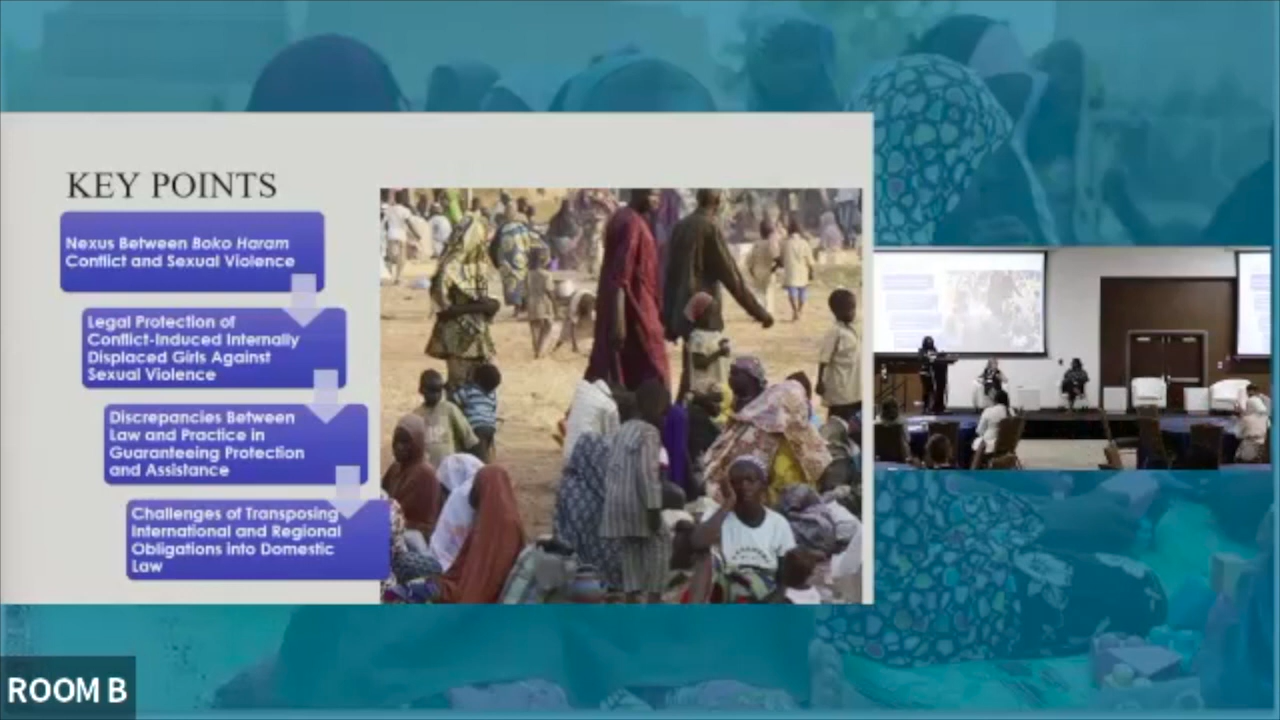 KEY POINTS
Nexus Between Boko Haram
Conflict and Sexual Violence
Legal Protection of
Conflict-Induced Internally
Displaced Girls Against
Sexual Violence
Discrepancies Between
Law and Practice in
Guaranteeing Protection
and Assistance
Challenges of Transposing
International and Regional
Obligations into Domestic
Law
ROOM B